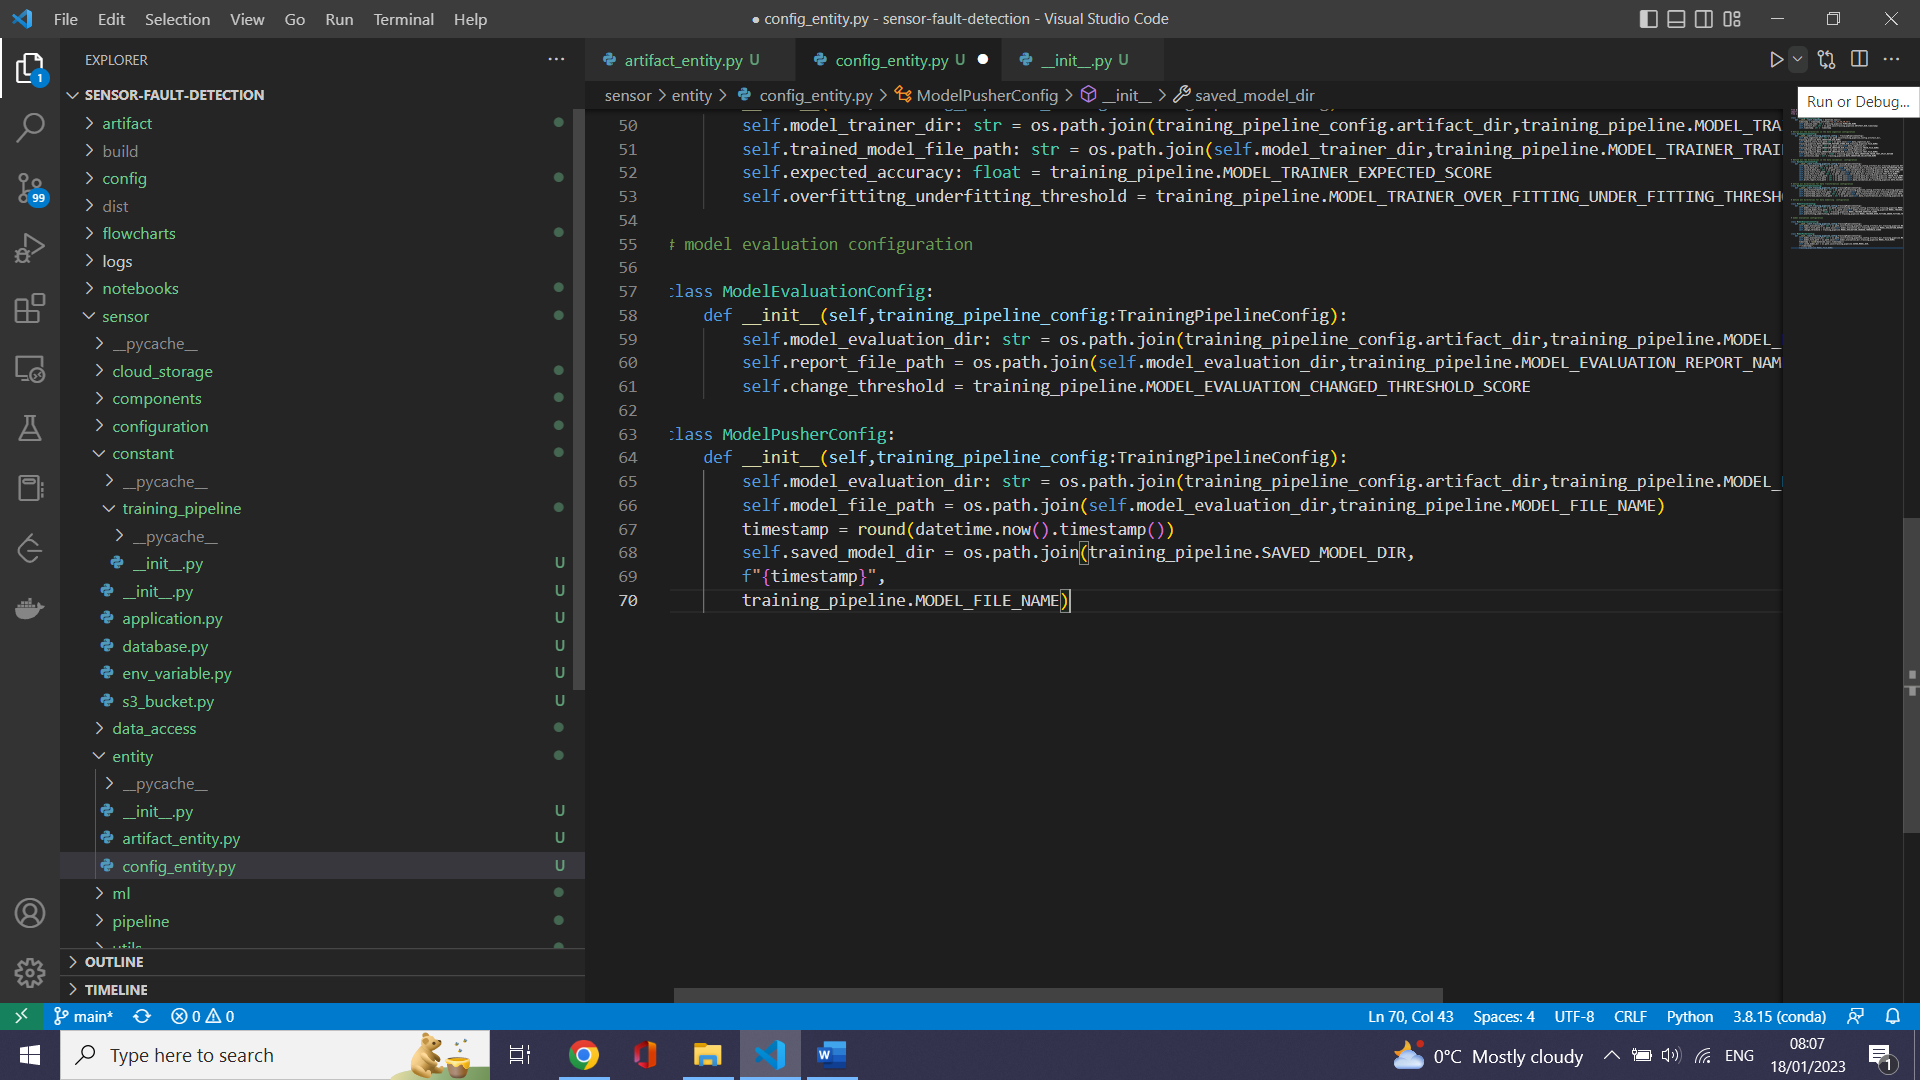 File Edit Selection View Go Run Terminal Help
● config_entity.py - sensor-fault-detection - Visual Studio Code
EXPLORER
SENSOR-FAULT-DETECTION
artifact
build
config
dist
flowcharts
logs
notebooks
sensor
__pycache__
cloud_storage
components
configuration
constant
__pycache__
training_pipeline
__pycache__
__init__.py U
__init__.py U
application.py U
database.py U
env_variable.py U
s3_bucket.py U
data_access
entity
__pycache__
__init__.py U
artifact_entity.py U
config_entity.py U
ml
pipeline
utils
OUTLINE
TIMELINE
1
99
artifact_entity.py U
config_entity.py U ●
__init__.py U
sensor > entity > config_entity.py > ModelPusherConfig > __init__ > saved_model_dir
Run or Debug...
50 self.model_trainer_dir: str = os.path.join(training_pipeline_config.artifact_dir,training_pipeline.MODEL_TRA
51 self.trained_model_file_path: str = os.path.join(self.model_trainer_dir,training_pipeline.MODEL_TRAINER_TRAI
52 self.expected_accuracy: float = training_pipeline.MODEL_TRAINER_EXPECTED_SCORE
53 self.overfittitng_underfitting_threshold = training_pipeline.MODEL_TRAINER_OVER_FITTING_UNDER_FITTING_THRESH
54
55 # model evaluation configuration
56
57 class ModelEvaluationConfig:
58 def __init__(self,training_pipeline_config:TrainingPipelineConfig):
59 self.model_evaluation_dir: str = os.path.join(training_pipeline_config.artifact_dir,training_pipeline.MODEL_
60 self.report_file_path = os.path.join(self.model_evaluation_dir,training_pipeline.MODEL_EVALUATION_REPORT_NAM
61 self.change_threshold = training_pipeline.MODEL_EVALUATION_CHANGED_THRESHOLD_SCORE
62
63 class ModelPusherConfig:
64 def __init__(self,training_pipeline_config:TrainingPipelineConfig):
65 self.model_evaluation_dir: str = os.path.join(training_pipeline_config.artifact_dir,training_pipeline.MODEL_
66 self.model_file_path = os.path.join(self.model_evaluation_dir,training_pipeline.MODEL_FILE_NAME)
67 timestamp = round(datetime.now().timestamp())
68 self.saved_model_dir = os.path.join(training_pipeline.SAVED_MODEL_DIR,
69 f"{timestamp}",
70 training_pipeline.MODEL_FILE_NAME)
main* 0 0
Ln 70, Col 43 Spaces: 4 UTF-8 CRLF Python 3.8.15 (conda)
Type here to search
0°C Mostly cloudy
ENG
08:07
18/01/2023
1